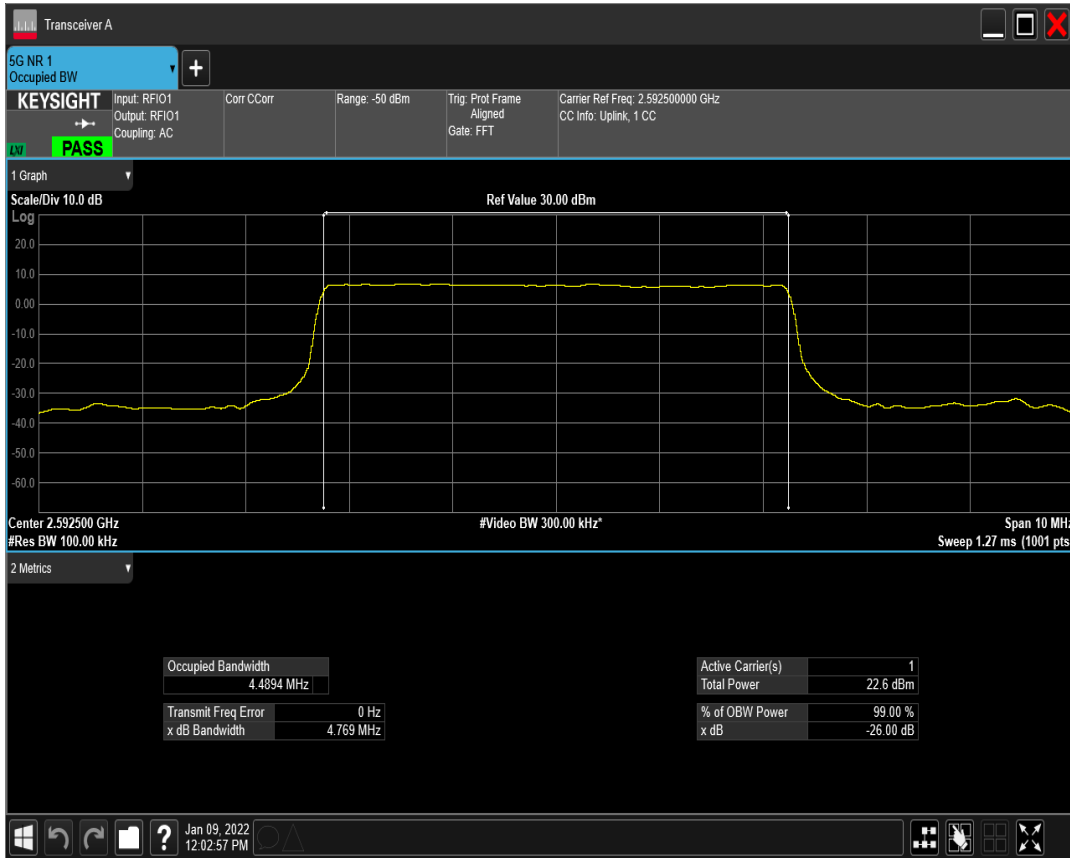 Transceiver A
5G NR 1
Occupied BW
+
KEYSIGHT
LXI
PASS
Input: RFIO1
Output: RFIO1
Coupling: AC
Corr CCorr
Range: -50 dBm
Trig: Prot Frame
Aligned
Gate: FFT
Carrier Ref Freq: 2.592500000 GHz
CC Info: Uplink, 1 CC
1 Graph
Scale/Div 10.0 dB
Ref Value 30.00 dBm
Log
20.0
10.0
0.00
-10.0
-20.0
-30.0
-40.0
-50.0
-60.0
Center 2.592500 GHz
#Video BW 300.00 kHz*
Span 10 MHz
#Res BW 100.00 kHz
Sweep 1.27 ms (1001 pts
2 Metrics
Occupied Bandwidth
4.4894 MHz
Transmit Freq Error 0 Hz
x dB Bandwidth 4.769 MHz
Active Carrier(s) 1
Total Power 22.6 dBm
% of OBW Power 99.00 %
x dB -26.00 dB
?
Jan 09, 2022
12:02:57 PM